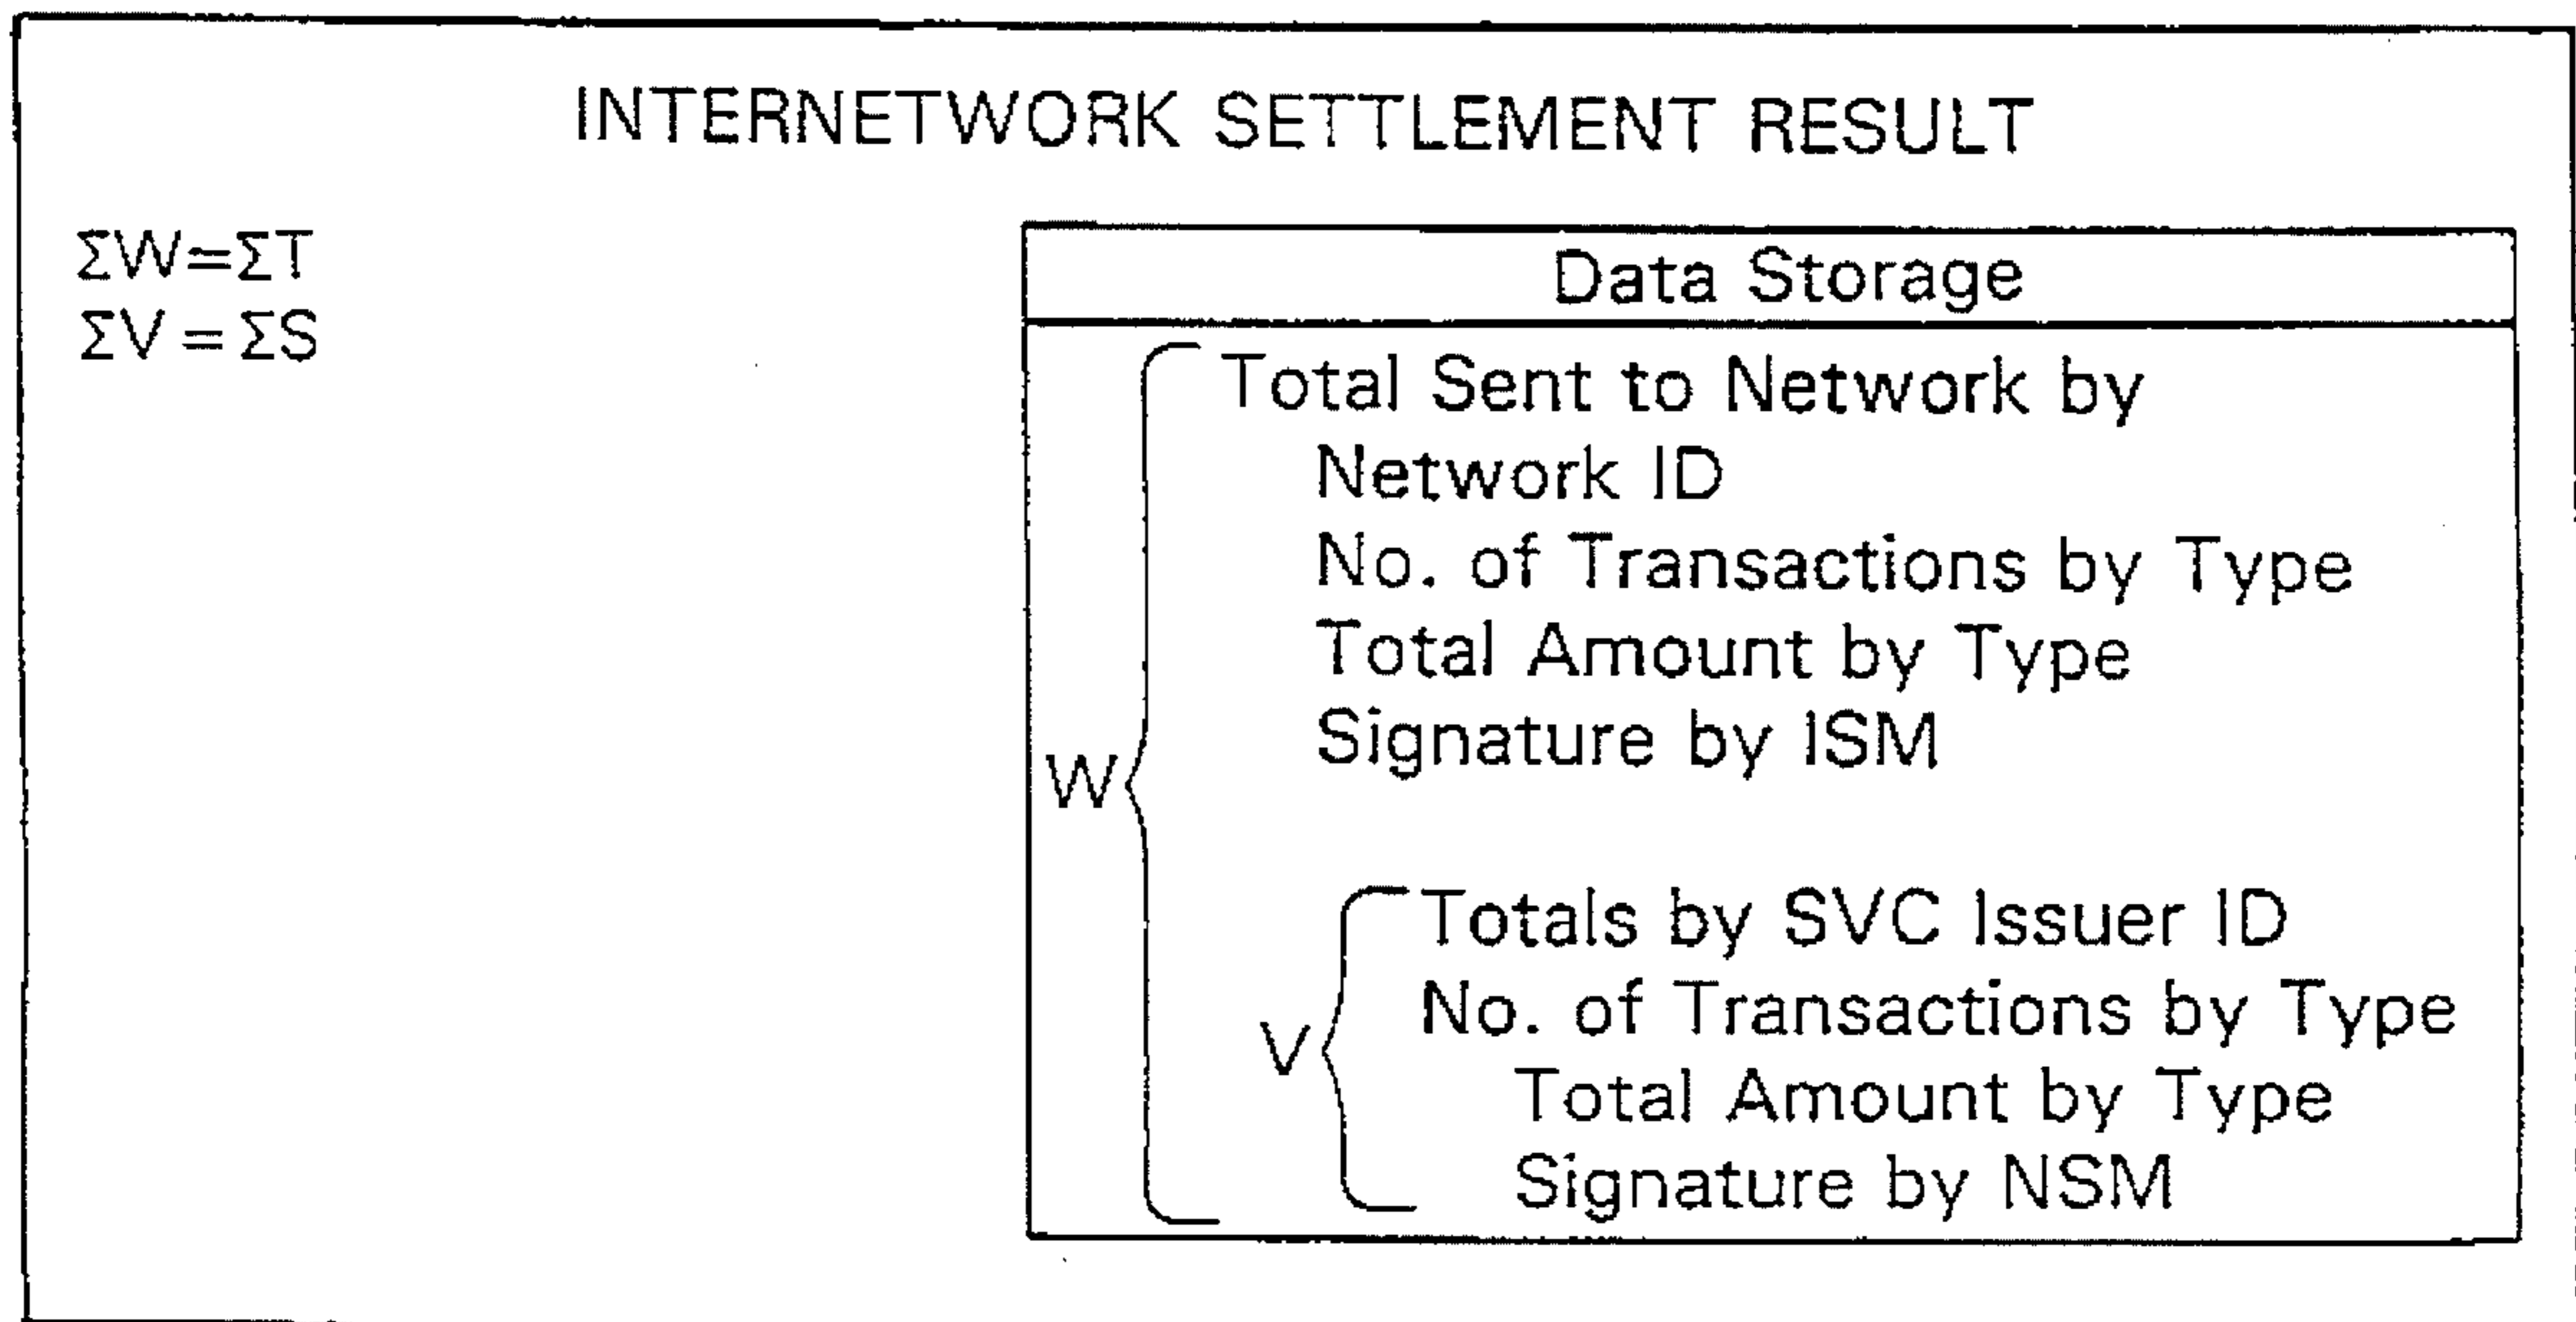 INTERNETWORK SETTLEMENT RESULT
ΣW=ΣT
ΣV=ΣS
Data Storage
Total Sent to Network by
Network ID
No. of Transactions by Type
Total Amount by Type
Signature by ISM
W
Totals by SVC Issuer ID
No. of Transactions by Type
V
Total Amount by Type
Signature by NSM